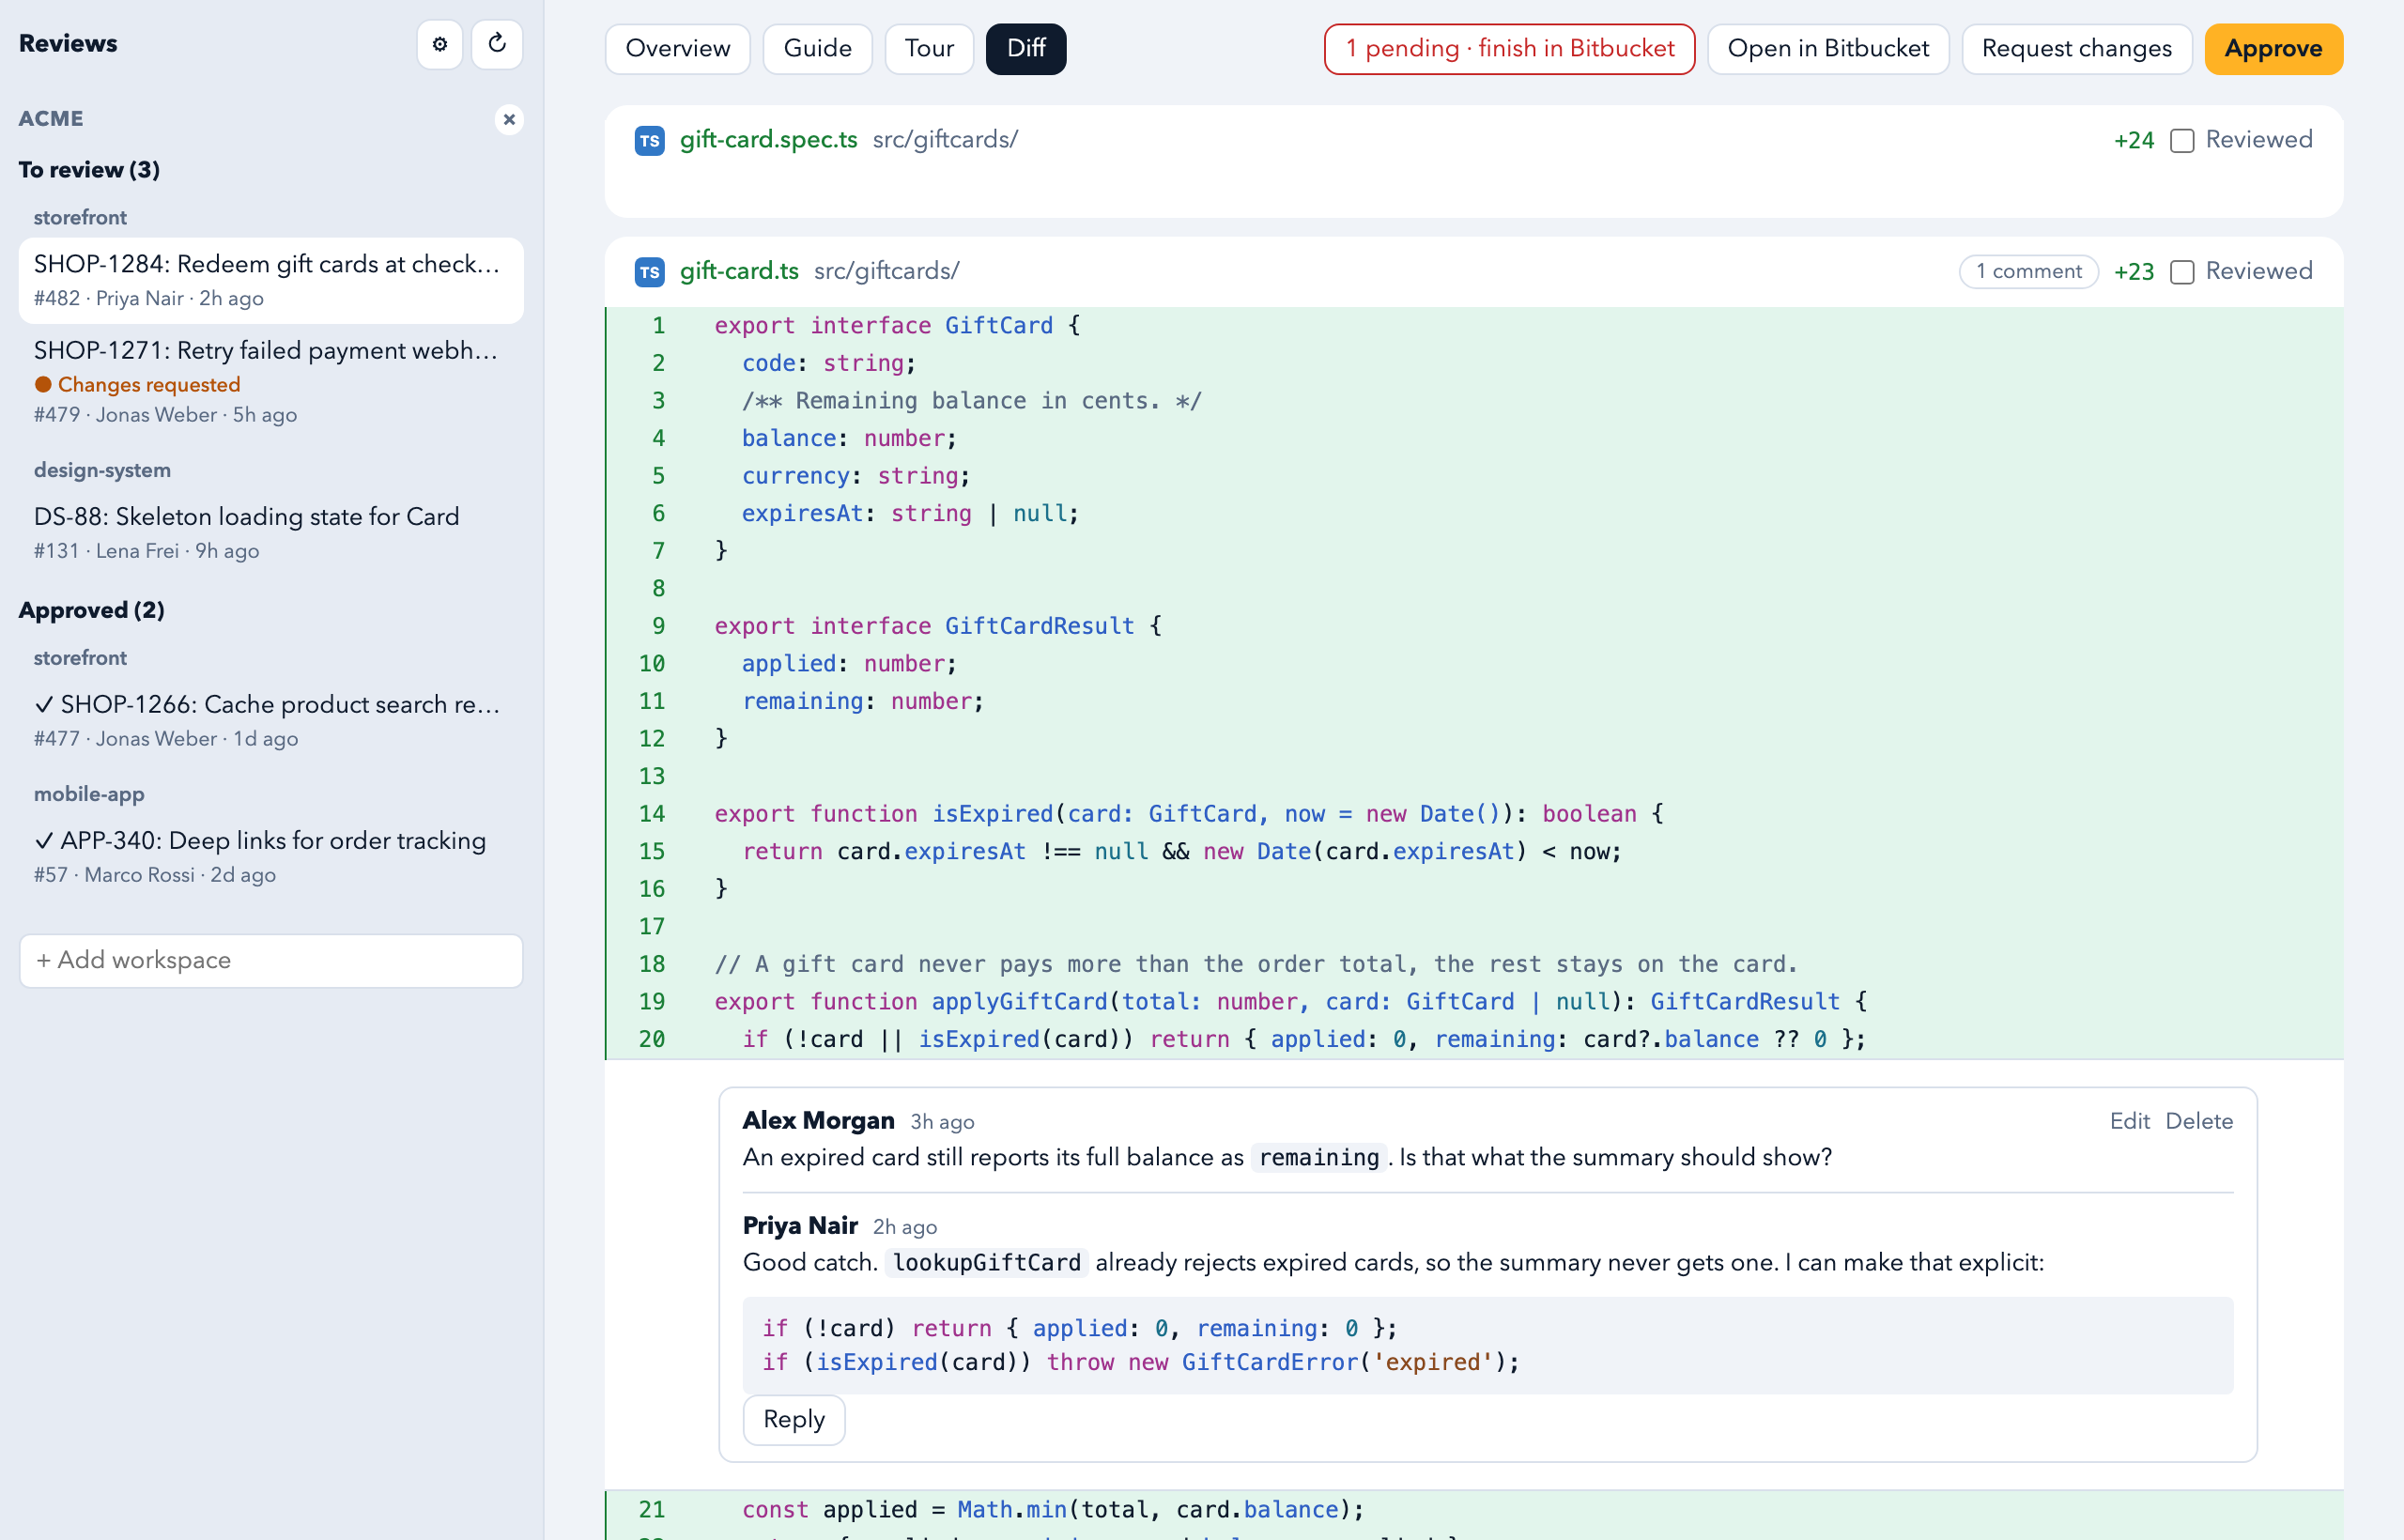 Reviews
⚙ ↻
ACME ×
To review (3)
storefront
SHOP-1284: Redeem gift cards at check…
#482 · Priya Nair · 2h ago
SHOP-1271: Retry failed payment webh…
Changes requested
#479 · Jonas Weber · 5h ago
design-system
DS-88: Skeleton loading state for Card
#131 · Lena Frei · 9h ago
Approved (2)
storefront
✓ SHOP-1266: Cache product search re…
#477 · Jonas Weber · 1d ago
mobile-app
✓ APP-340: Deep links for order tracking
#57 · Marco Rossi · 2d ago
+ Add workspace
Overview Guide Tour Diff 1 pending · finish in Bitbucket Open in Bitbucket Request changes Approve
TS gift-card.spec.ts src/giftcards/ +24 Reviewed
TS gift-card.ts src/giftcards/ 1 comment +23 Reviewed
1 export interface GiftCard {
2 code: string;
3 /** Remaining balance in cents. */
4 balance: number;
5 currency: string;
6 expiresAt: string | null;
7 }
8
9 export interface GiftCardResult {
10 applied: number;
11 remaining: number;
12 }
13
14 export function isExpired(card: GiftCard, now = new Date()): boolean {
15 return card.expiresAt !== null && new Date(card.expiresAt) < now;
16 }
17
18 // A gift card never pays more than the order total, the rest stays on the card.
19 export function applyGiftCard(total: number, card: GiftCard | null): GiftCardResult {
20 if (!card || isExpired(card)) return { applied: 0, remaining: card?.balance ?? 0 };
Alex Morgan 3h ago Edit Delete
An expired card still reports its full balance as remaining. Is that what the summary should show?
Priya Nair 2h ago
Good catch. lookupGiftCard already rejects expired cards, so the summary never gets one. I can make that explicit:
if (!card) return { applied: 0, remaining: 0 };
if (isExpired(card)) throw new GiftCardError('expired');
Reply
21 const applied = Math.min(total, card.balance);